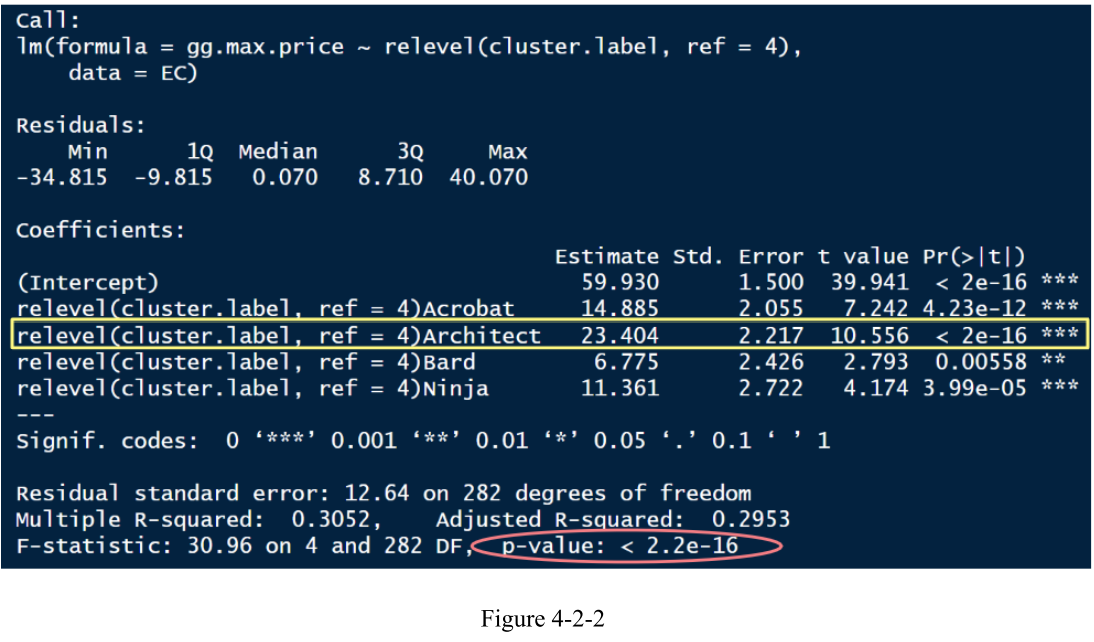 Call:
lm(formula = gg.max.price ~ relevel(cluster.label, ref = 4),
    data = EC)
Residuals:
    Min      1Q  Median      3Q     Max
-34.815  -9.815   0.070   8.710  40.070
Coefficients:
                                          Estimate Std. Error t value Pr(>|t|)
(Intercept)                                 59.930      1.500  39.941  < 2e-16 ***
relevel(cluster.label, ref = 4)Acrobat      14.885      2.055   7.242 4.23e-12 ***
relevel(cluster.label, ref = 4)Architect    23.404      2.217  10.556  < 2e-16 ***
relevel(cluster.label, ref = 4)Bard          6.775      2.426   2.793  0.00558 **
relevel(cluster.label, ref = 4)Ninja        11.361      2.722   4.174 3.99e-05 ***
---
Signif. codes:  0 ‘***’ 0.001 ‘**’ 0.01 ‘*’ 0.05 ‘.’ 0.1 ‘ ’ 1
Residual standard error: 12.64 on 282 degrees of freedom
Multiple R-squared:  0.3052,    Adjusted R-squared:  0.2953
F-statistic: 30.96 on 4 and 282 DF,  p-value: < 2.2e-16
Figure 4-2-2